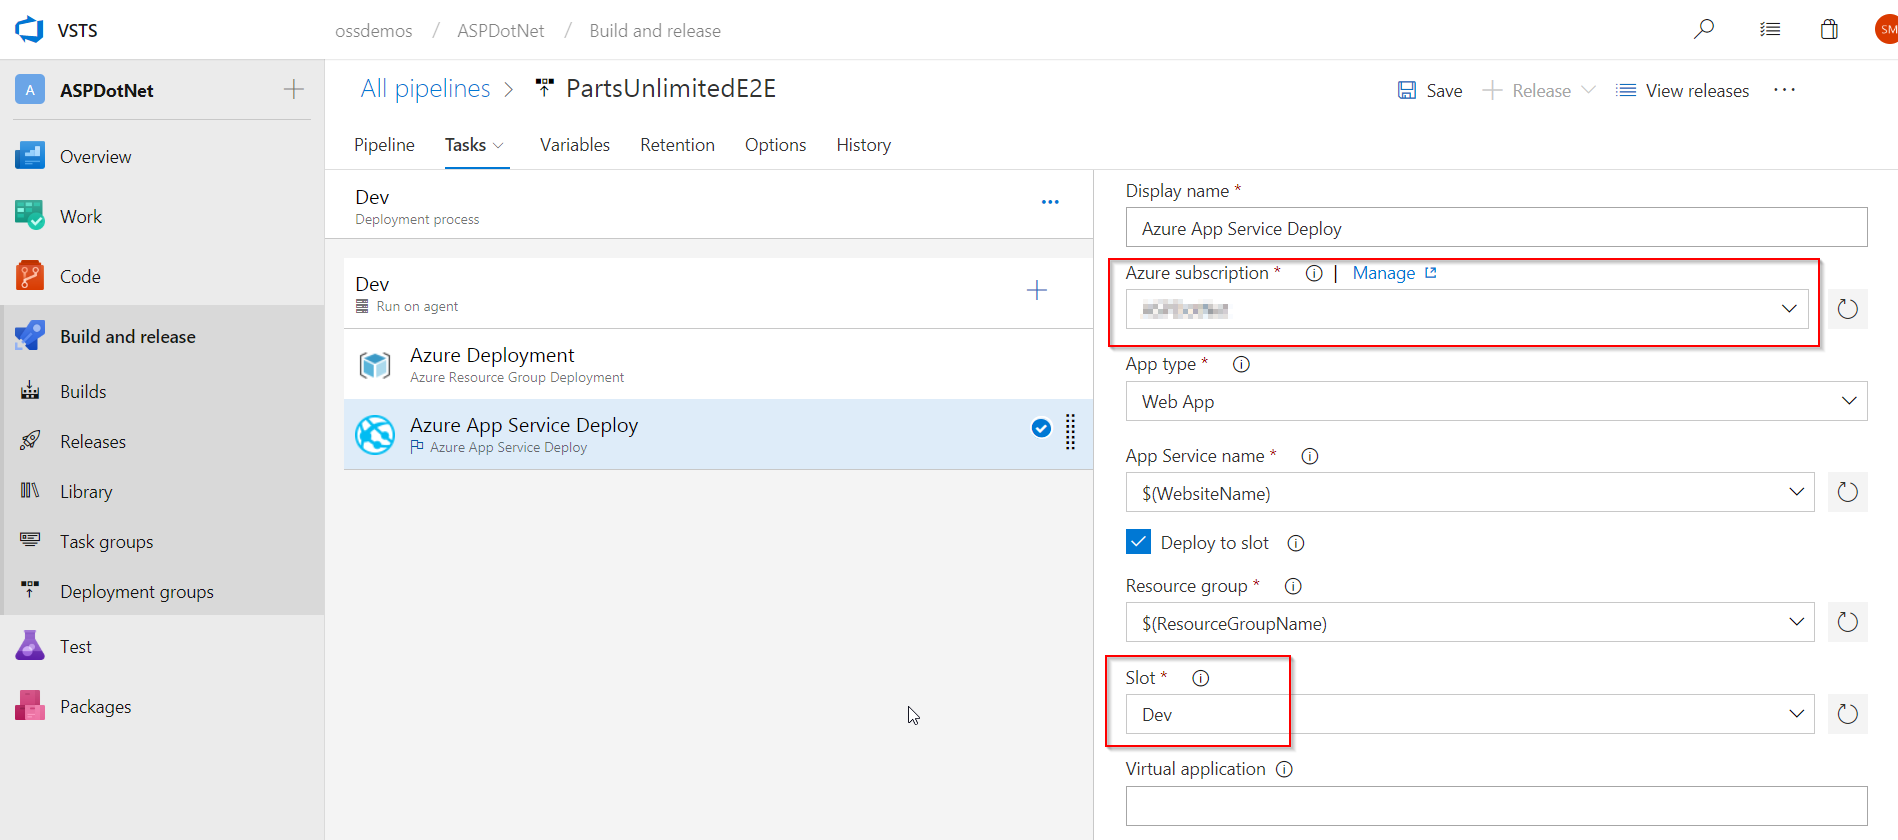 VSTS
ossdemos / ASPDotNet / Build and release
SM
A ASPDotNet
Overview
Work
Code
Build and release
Builds
Releases
Library
Task groups
Deployment groups
Test
Packages
All pipelines > PartsUnlimitedE2E
Save Release View releases ...
Pipeline Tasks Variables Retention Options History
Dev
Deployment process
Dev
Run on agent
Azure Deployment
Azure Resource Group Deployment
Azure App Service Deploy
Azure App Service Deploy
Display name *
Azure App Service Deploy
Azure subscription * | Manage
App type *
Web App
App Service name *
$(WebsiteName)
Deploy to slot
Resource group *
$(ResourceGroupName)
Slot *
Dev
Virtual application